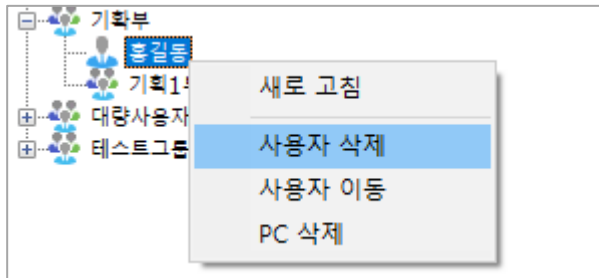 기획부
홍길동
기획1
대량사용자
테스트그룹
새로 고침
사용자 삭제
사용자 이동
PC 삭제